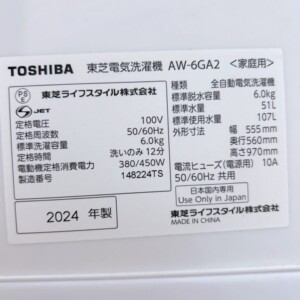 TOSHIBA 東芝電気洗濯機 AW-6GA2 <家庭用>
PS E
JET
東芝ライフスタイル株式会社
定格電圧 100V
定格周波数 50/60Hz
定格洗濯容量 6.0kg
定格時間 洗いのみ 12分
電動機定格消費電力 380/450W
製造番号 148224TS
2024 年製
種類 全自動電気洗濯機
標準脱水容量 6.0kg
標準水量 51L
標準使用水量 107L
外形寸法 幅 555mm
奥行560mm
高さ970mm
電流ヒューズ(電源用) 10A
50/60Hz 共用
日本国内専用
Use Only in Japan
東芝ライフスタイル株式会社
MADE IN CHINA